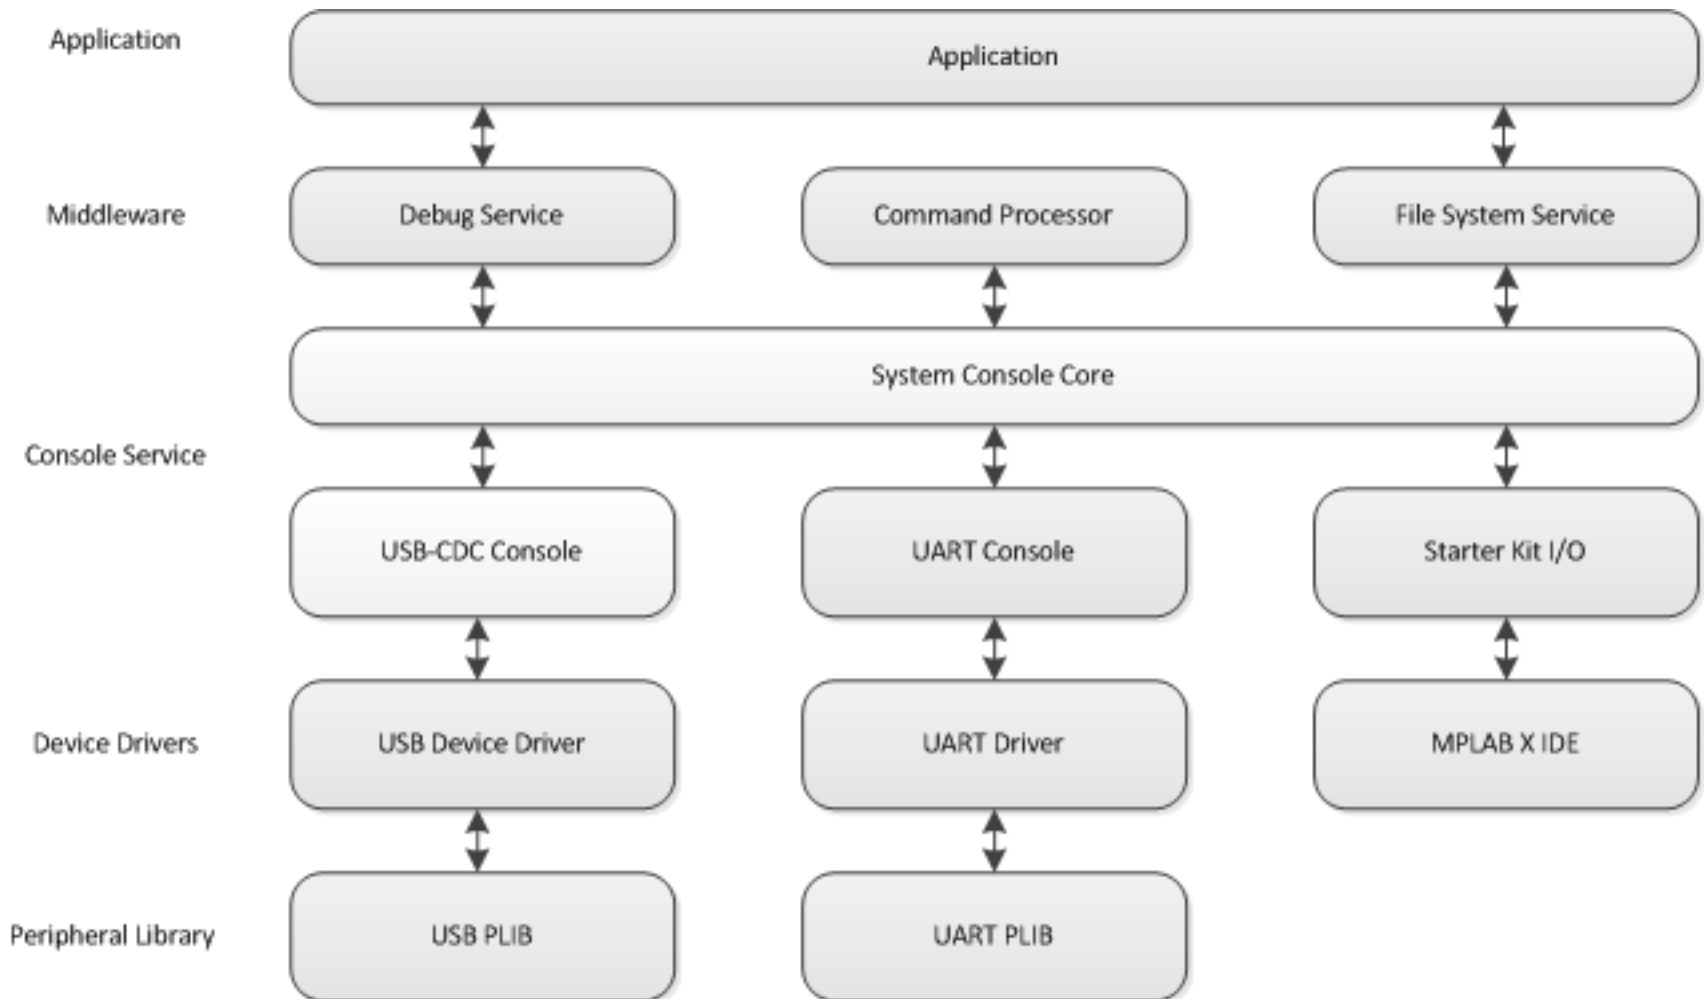 Application
Application
Middleware
Debug Service
Command Processor
File System Service
System Console Core
Console Service
USB-CDC Console
UART Console
Starter Kit I/O
Device Drivers
USB Device Driver
UART Driver
MPLAB X IDE
Peripheral Library
USB PLIB
UART PLIB